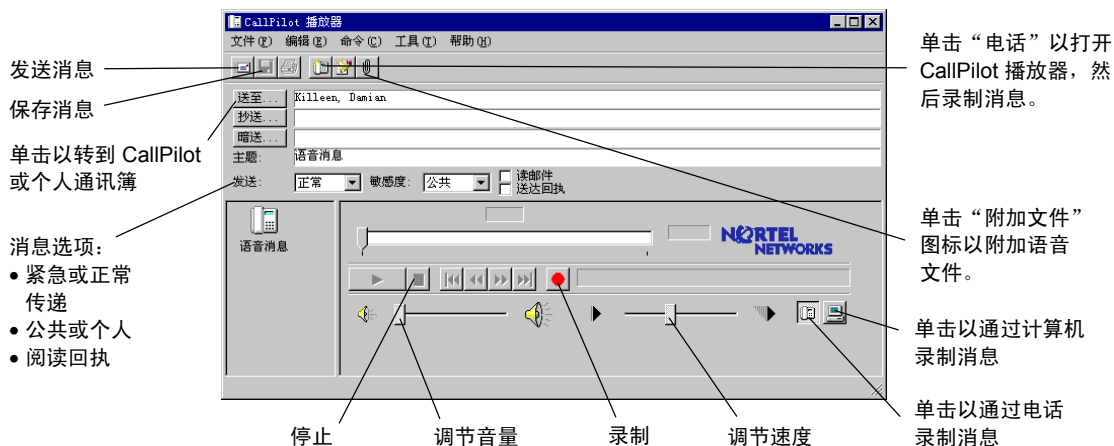 CallPilot 播放器
文件(F) 编辑(E) 命令(C) 工具(T) 帮助(H)
送至... Killeen, Damian
抄送...
暗送...
主题: 语音消息
发送: 正常 敏感度: 公共
读邮件
送达回执
语音消息
NORTEL
NETWORKS
发送消息
保存消息
单击以转到 CallPilot
或个人通讯簿
消息选项：
• 紧急或正常
传递
• 公共或个人
• 阅读回执
停止
调节音量
录制
调节速度
单击“电话”以打开
CallPilot 播放器，然
后录制消息。
单击“附加文件”
图标以附加语音
文件。
单击以通过计算机
录制消息
单击以通过电话
录制消息